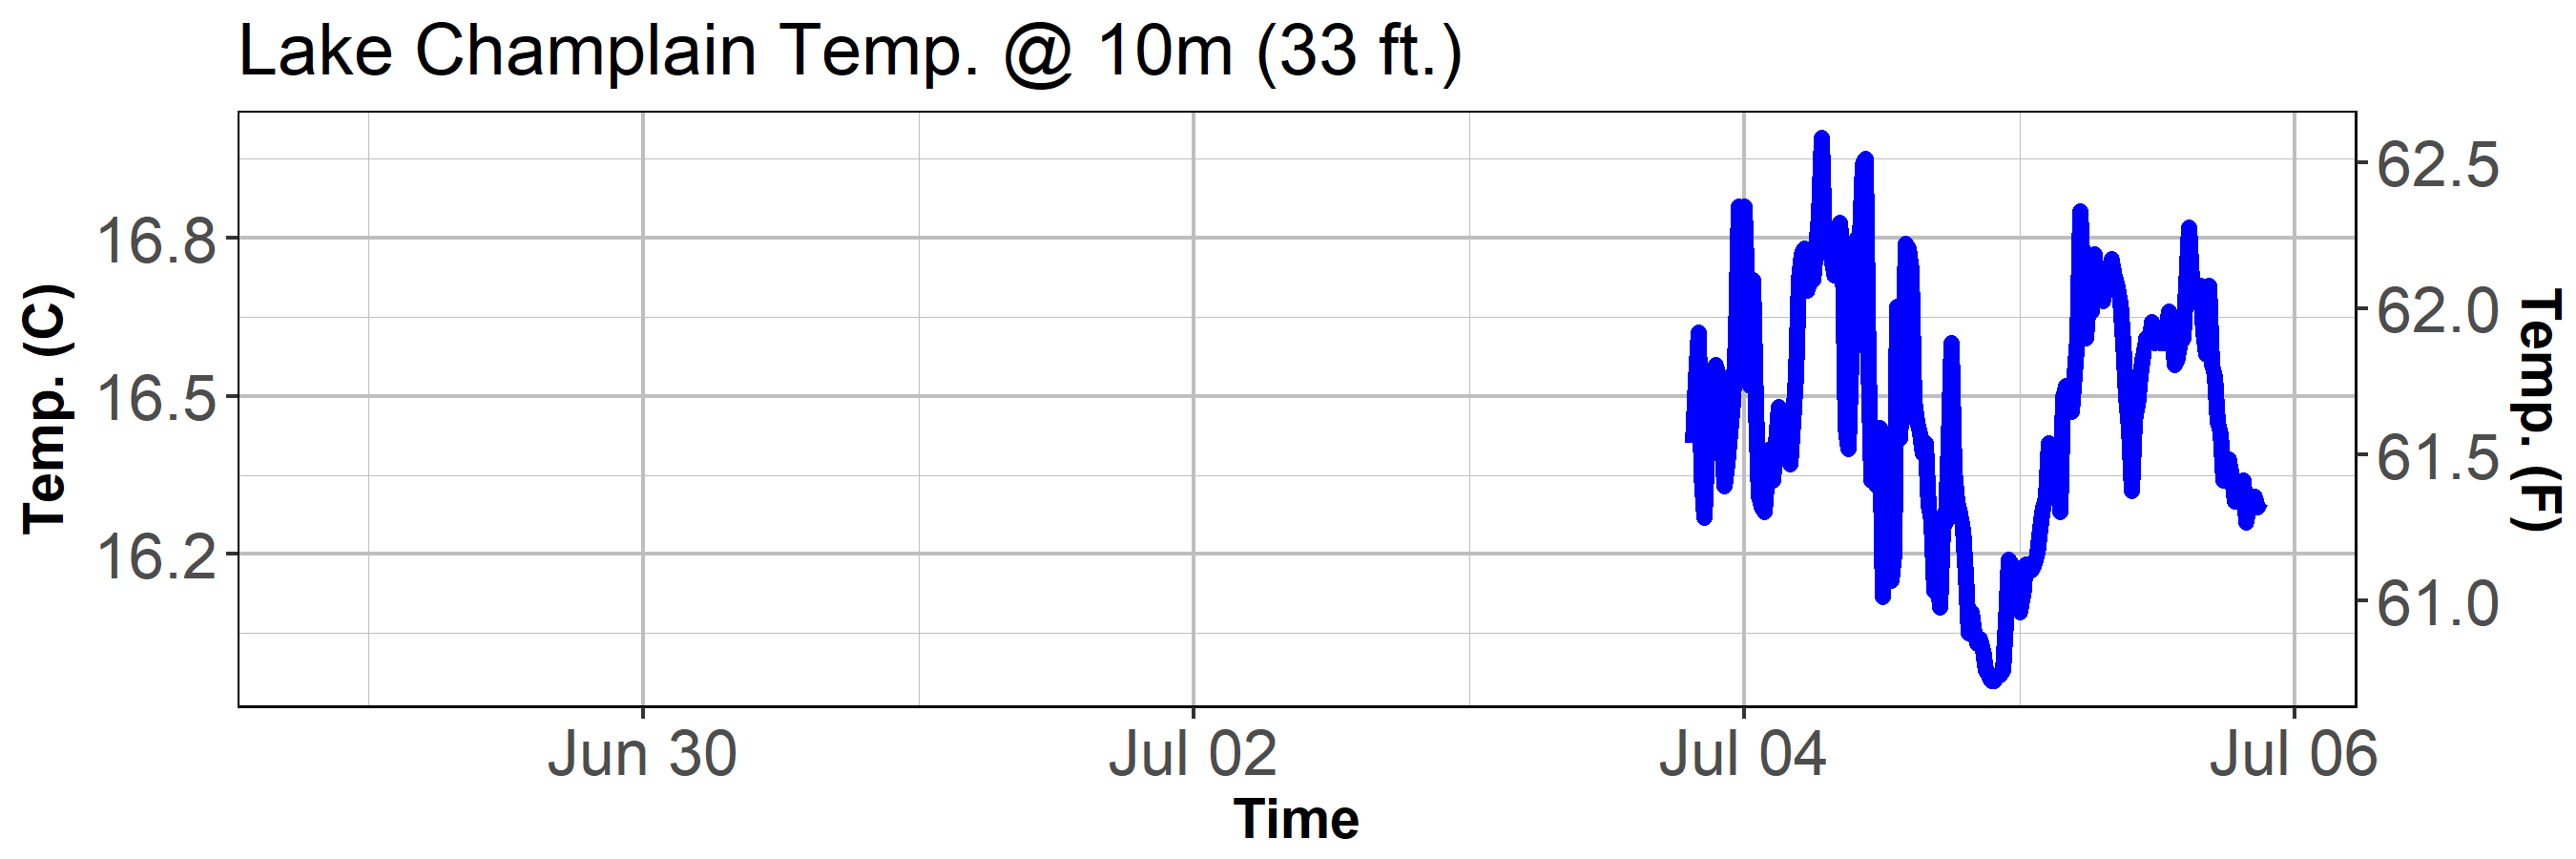 Lake Champlain Temp. @ 10m (33 ft.)
Temp. (C)
16.8
16.5
16.2
62.5
62.0
61.5
61.0
Temp. (F)
Jun 30
Jul 02
Jul 04
Jul 06
Time